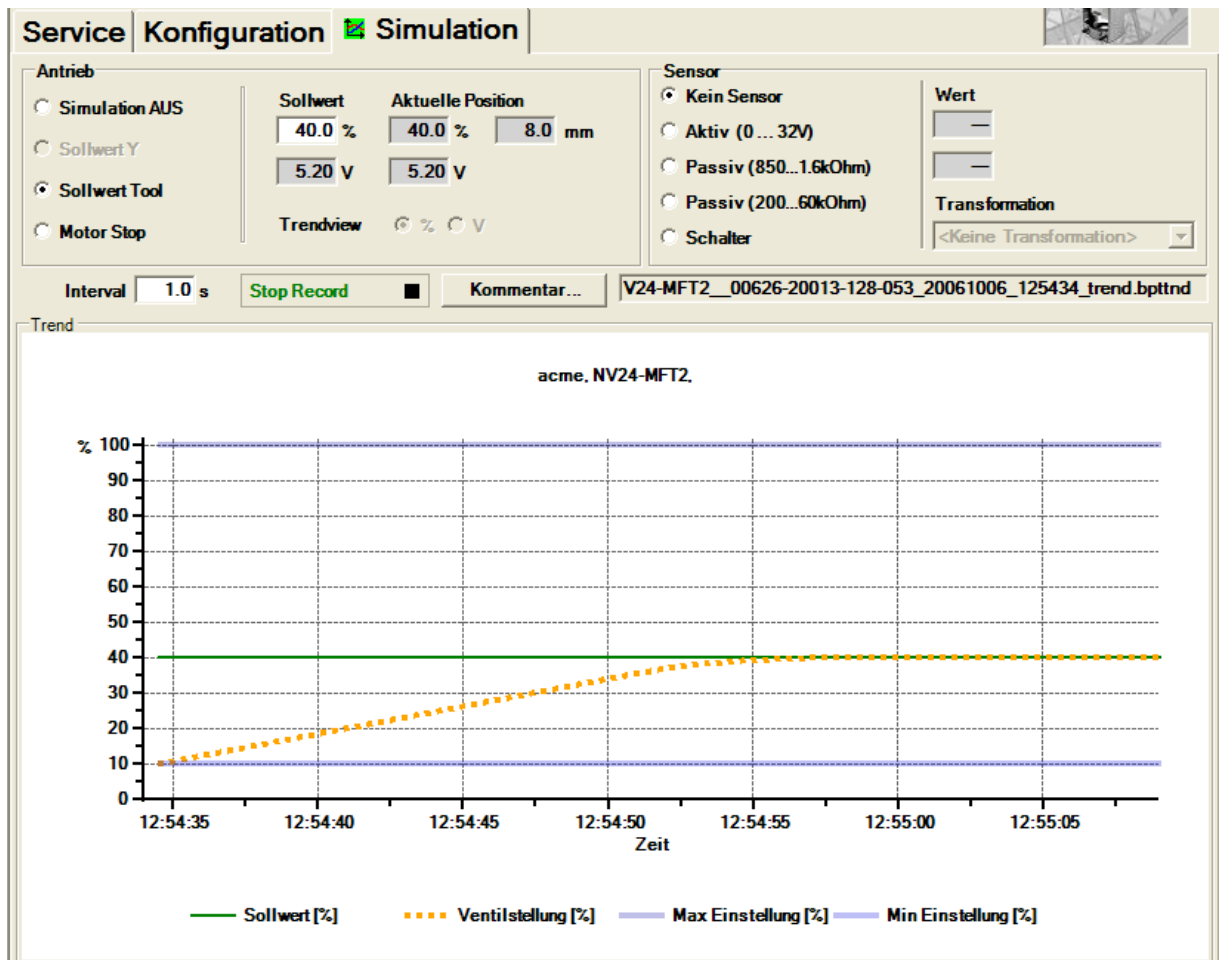 Service Konfiguration Simulation
Antrieb
Simulation AUS
Sollwert Y
Sollwert Tool
Motor Stop
Sollwert Aktuelle Position
40.0 % 40.0 % 8.0 mm
5.20 V 5.20 V
Trendview % V
Sensor
Kein Sensor
Aktiv (0 ... 32V)
Passiv (850...1.6kOhm)
Passiv (200...60kOhm)
Schalter
Wert
—
—
Transformation
<Keine Transformation>
Interval 1.0 s Stop Record Kommentar... V24-MFT2__00626-20013-128-053_20061006_125434_trend.bpttnd
Trend
acme, NV24-MFT2,
% 100
90
80
70
60
50
40
30
20
10
0
12:54:35 12:54:40 12:54:45 12:54:50 12:54:55 12:55:00 12:55:05
Zeit
Sollwert [%] Ventilstellung [%] Max Einstellung [%] Min Einstellung [%]